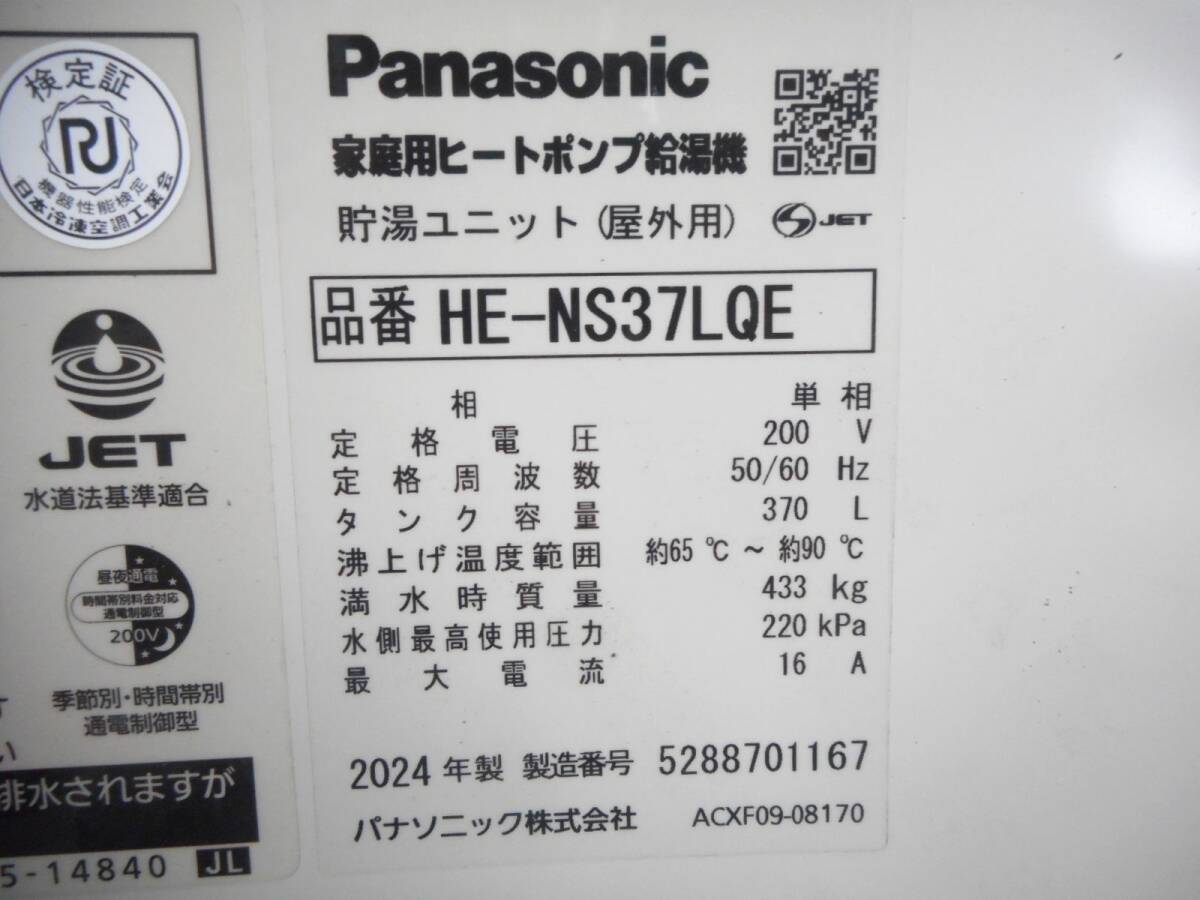 検定証
RJ
機器性能検定
日本冷凍空調工業会
JET
水道法基準適合
昼夜通電
時間帯別料金対応
通電制御型
200V
季節別・時間帯別
通電制御型
す
い
排水されますが
5-14840 JL
Panasonic
家庭用ヒートポンプ給湯機
貯湯ユニット(屋外用) JET
品番 HE-NS37LQE
相 単相
定格電圧 200 V
定格周波数 50/60 Hz
タンク容量 370 L
沸上げ温度範囲 約65 ℃ ～ 約90 ℃
満水時質量 433 kg
水側最高使用圧力 220 kPa
最大電流 16 A
2024 年製 製造番号 5288701167
パナソニック株式会社 ACXF09-08170